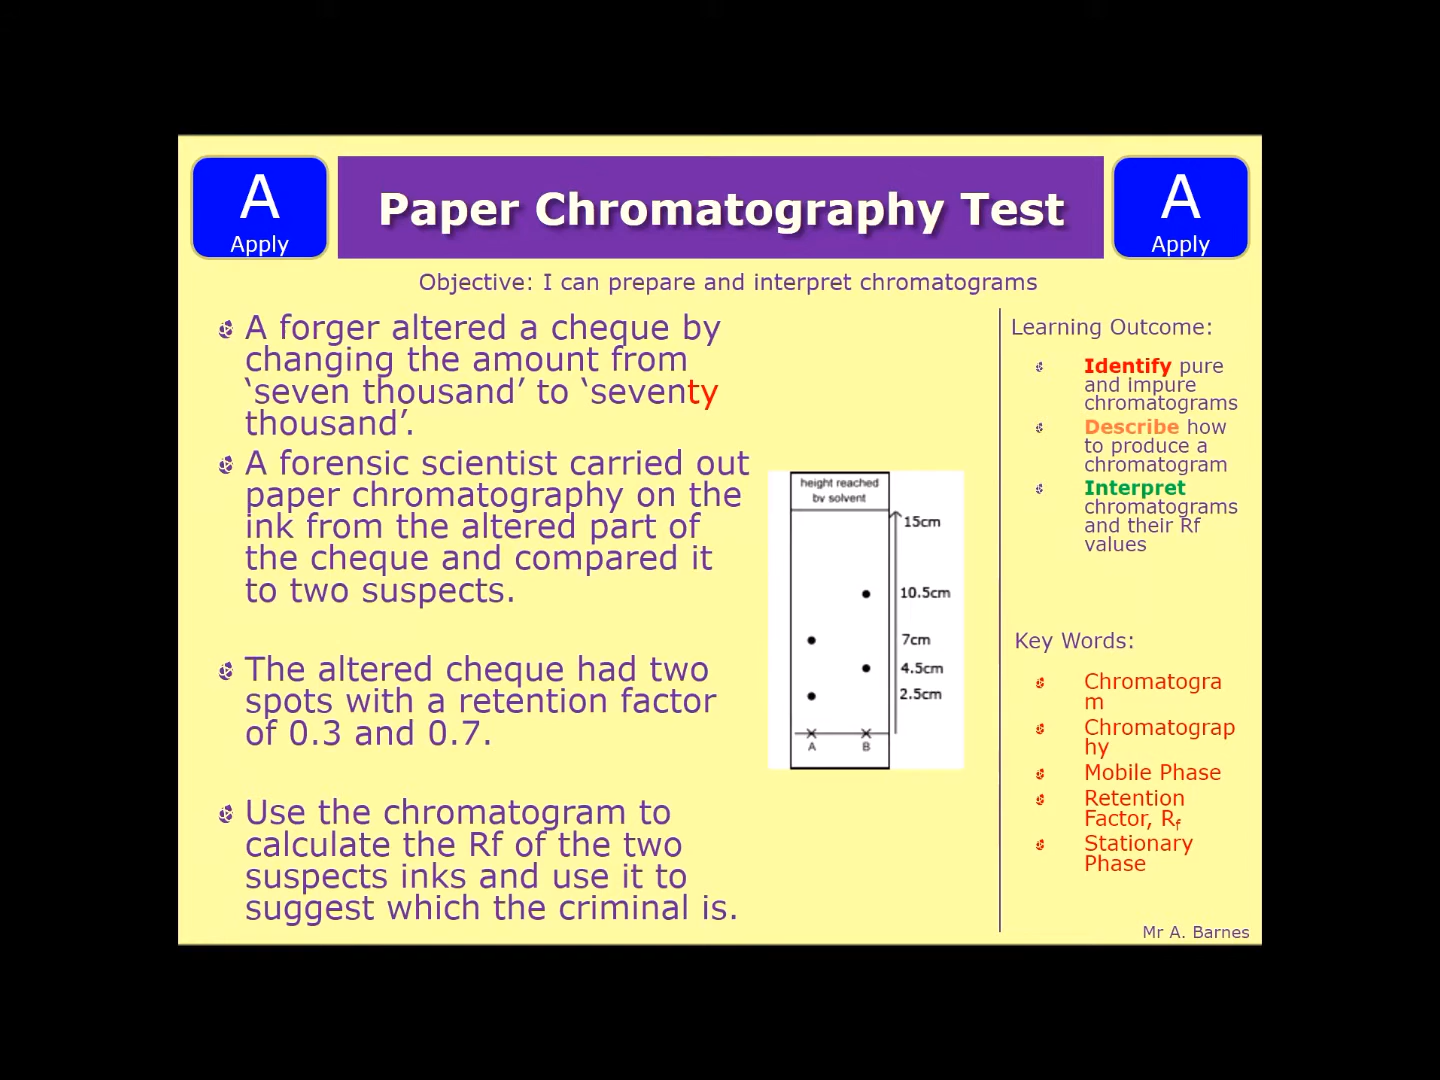 A
Apply
Paper Chromatography Test
A
Apply
Objective: I can prepare and interpret chromatograms
A forger altered a cheque by
changing the amount from
‘seven thousand’ to ‘seventy
thousand’.
A forensic scientist carried out
paper chromatography on the
ink from the altered part of
the cheque and compared it
to two suspects.
The altered cheque had two
spots with a retention factor
of 0.3 and 0.7.
Use the chromatogram to
calculate the Rf of the two
suspects inks and use it to
suggest which the criminal is.
height reached
by solvent
15cm
10.5cm
7cm
4.5cm
2.5cm
A
B
Learning Outcome:
Identify pure
and impure
chromatograms
Describe how
to produce a
chromatogram
Interpret
chromatograms
and their Rf
values
Key Words:
Chromatogra
m
Chromatograp
hy
Mobile Phase
Retention
Factor, Rf
Stationary
Phase
Mr A. Barnes